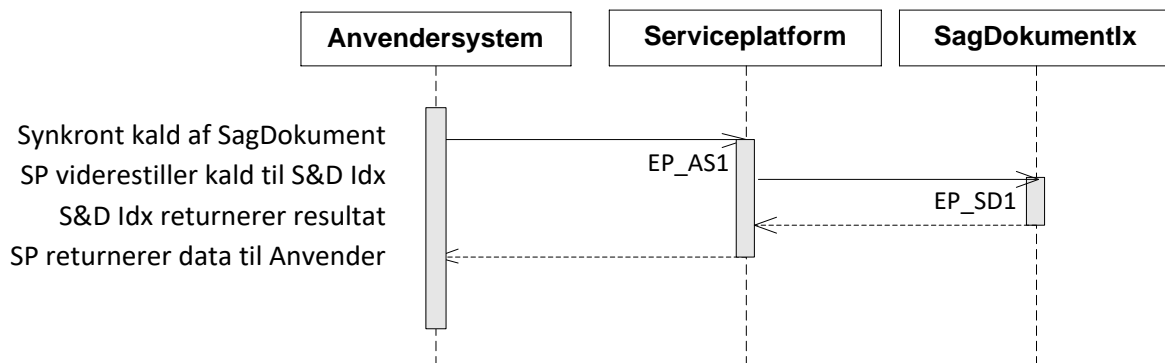 Anvendersystem
Serviceplatform
SagDokumentIx
Synkront kald af SagDokument
EP_AS1
SP viderestiller kald til S&D Idx
EP_SD1
S&D Idx returnerer resultat
SP returnerer data til Anvender